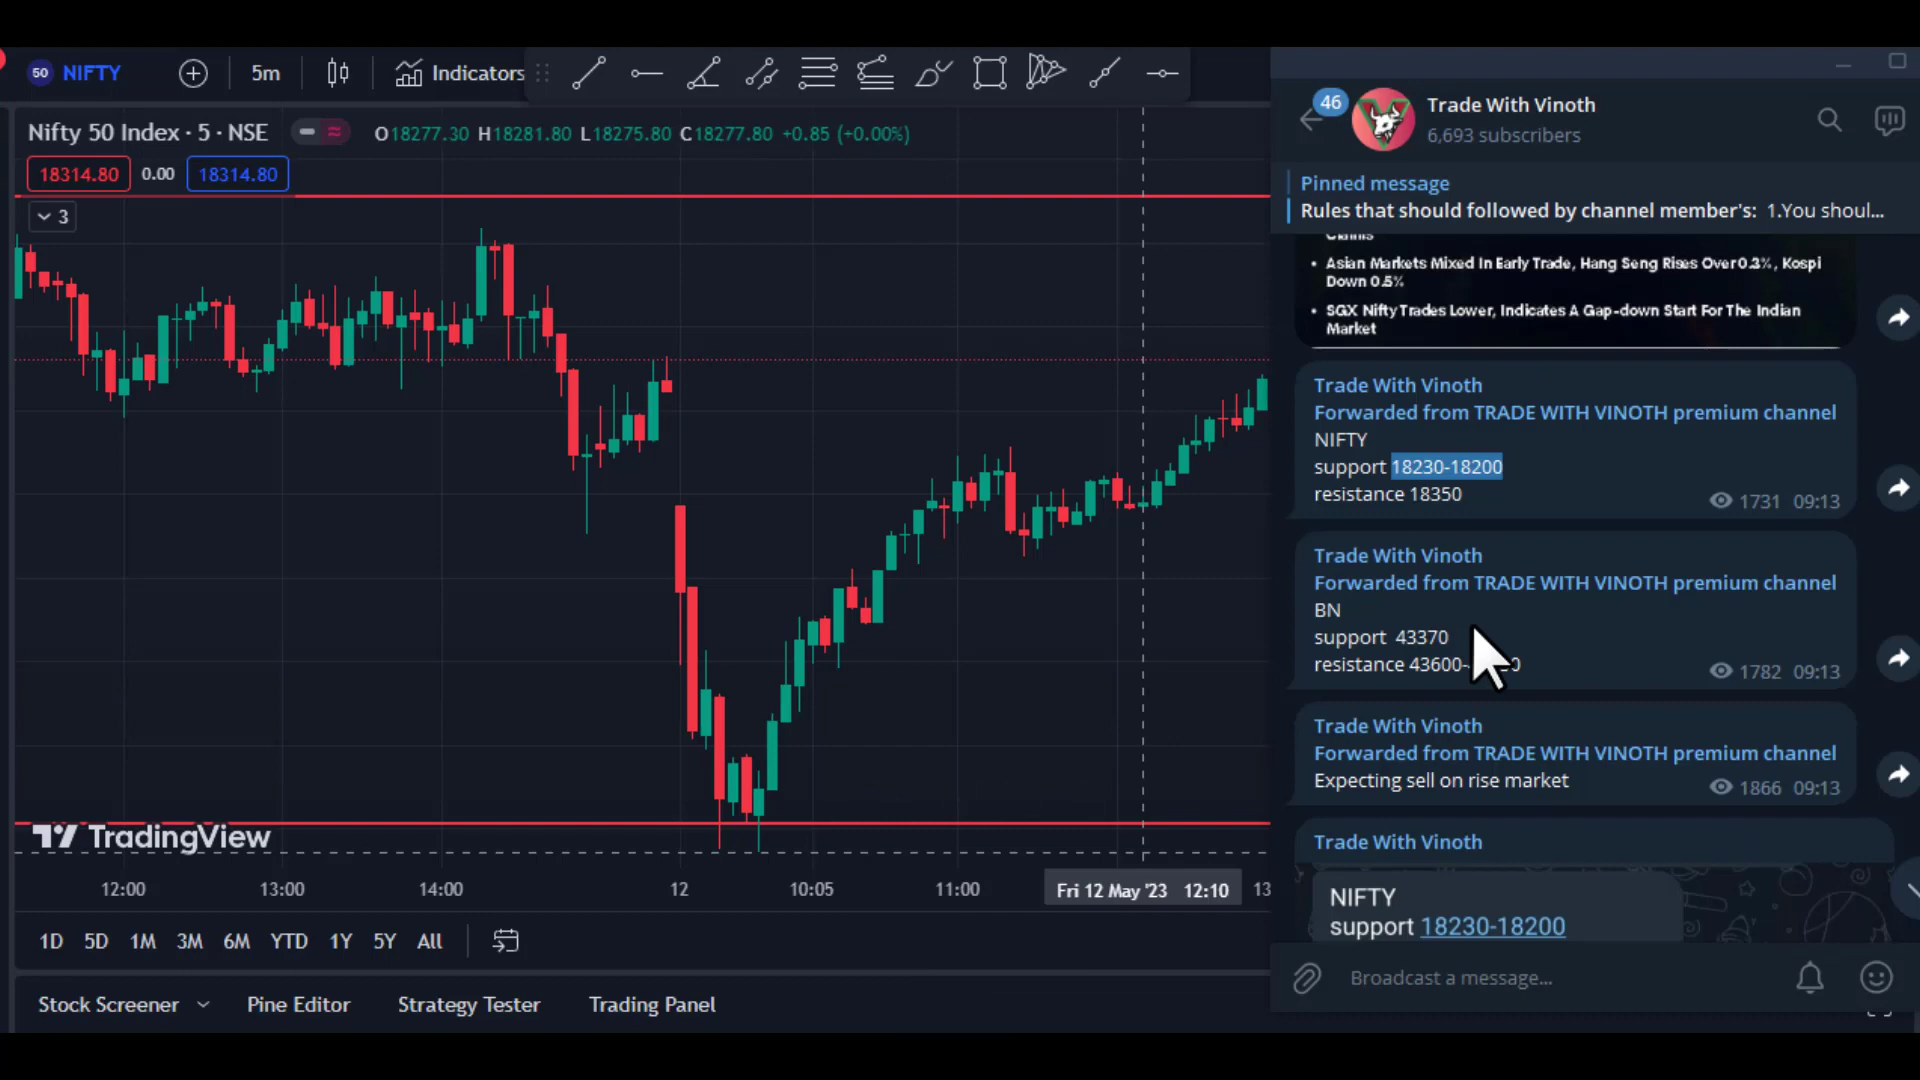 50 NIFTY
5m
Indicators
Nifty 50 Index · 5 · NSE
O18277.30 H18281.80 L18275.80 C18277.80 +0.85 (+0.00%)
18314.80 0.00 18314.80
3
TradingView
12:00 13:00 14:00 12 10:05 11:00 Fri 12 May '23 12:10 13
1D 5D 1M 3M 6M YTD 1Y 5Y All
Stock Screener Pine Editor Strategy Tester Trading Panel
46
Trade With Vinoth
6,693 subscribers
Pinned message
Rules that should followed by channel member's: 1.You shoul...
• Asian Markets Mixed In Early Trade, Hang Seng Rises Over 0.3%, Kospi
Down 0.5%
• SGX Nifty Trades Lower, Indicates A Gap-down Start For The Indian
Market
Trade With Vinoth
Forwarded from TRADE WITH VINOTH premium channel
NIFTY
support 18230-18200
resistance 18350
1731 09:13
Trade With Vinoth
Forwarded from TRADE WITH VINOTH premium channel
BN
support 43370
resistance 43600-
1782 09:13
Trade With Vinoth
Forwarded from TRADE WITH VINOTH premium channel
Expecting sell on rise market
1866 09:13
Trade With Vinoth
NIFTY
support 18230-18200
Broadcast a message...